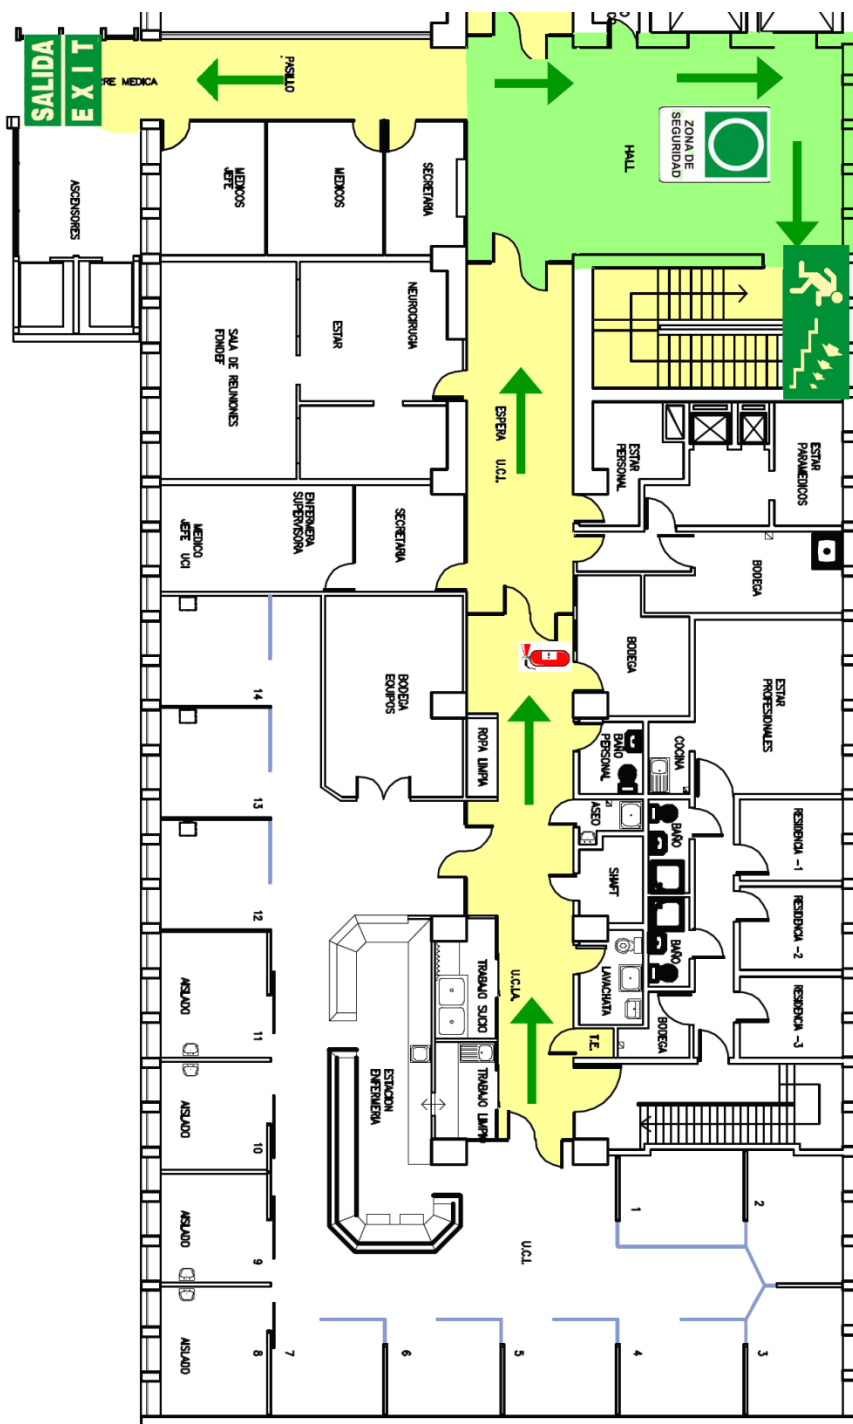 SALIDA
EXIT
RRE MEDICA
PASILLO
ZONA DE
SEGURIDAD
HALL
ASCENSORES
MEDICOS
JEFE
MEDICOS
SECRETARIA
NEUROCIRUGIA
ESTAR
SALA DE REUNIONES
FONDEF
ESPERA U.C.I.
ESTAR
PERSONAL
ESTAR
PARAMEDICOS
ENFERMERA
SUPERVISORA
MEDICO
JEFE UCI
SECRETARIA
BODEGA
BODEGA
BODEGA
EQUIPOS
ESTAR
PROFESIONALES
14
ROPA LIMPIA
BAÑO
PERSONAL
COCINA
13
ASEO
BAÑO
RESIDENCIA -1
SHAFT
12
TRABAJO SUCIO
U.C.I.A.
LAVACHATA
BAÑO
RESIDENCIA -2
AISLADO
11
BODEGA
RESIDENCIA -3
T.E.
ESTACION
ENFERMERIA
TRABAJO LIMPIO
AISLADO
10
1
2
AISLADO
9
U.C.I.
AISLADO
8
7
6
5
4
3